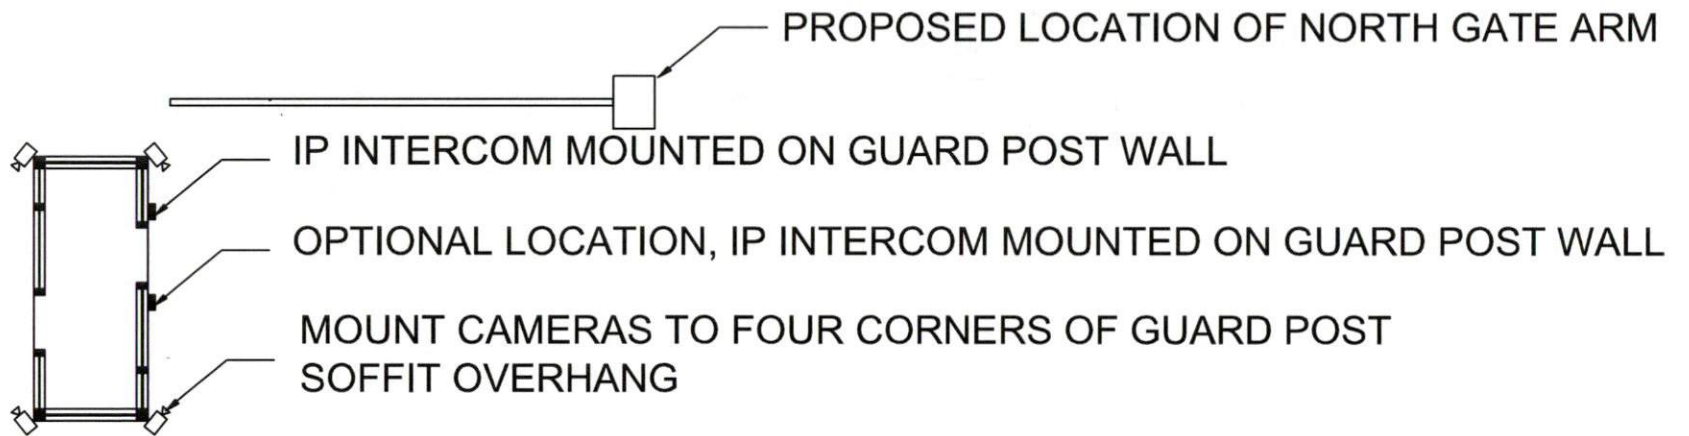 PROPOSED LOCATION OF NORTH GATE ARM
IP INTERCOM MOUNTED ON GUARD POST WALL
OPTIONAL LOCATION, IP INTERCOM MOUNTED ON GUARD POST WALL
MOUNT CAMERAS TO FOUR CORNERS OF GUARD POST
SOFFIT OVERHANG